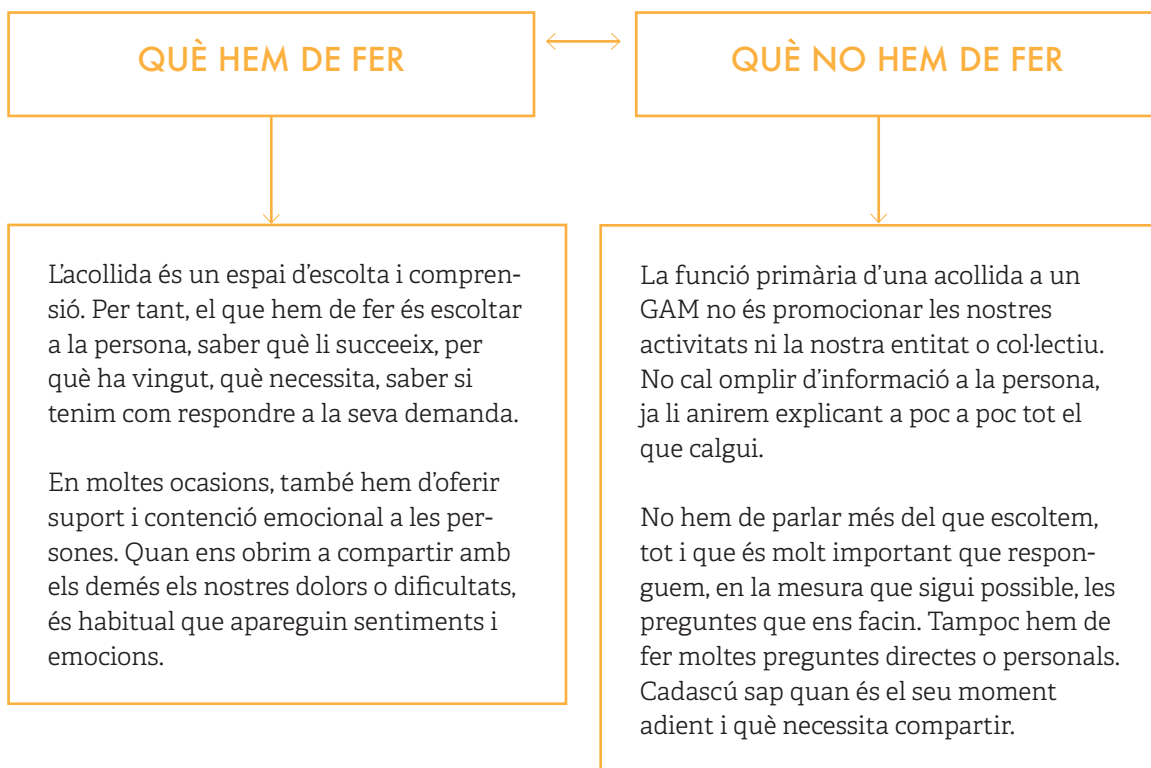 QUÈ HEM DE FER
QUÈ NO HEM DE FER
L'acollida és un espai d'escolta i compren-
sió. Per tant, el que hem de fer és escoltar
a la persona, saber què li succeeix, per
què ha vingut, què necessita, saber si
tenim com respondre a la seva demanda.
En moltes ocasions, també hem d'oferir
suport i contenció emocional a les per-
sones. Quan ens obrim a compartir amb
els demés els nostres dolors o dificultats,
és habitual que apareguin sentiments i
emocions.
La funció primària d'una acollida a un
GAM no és promocionar les nostres
activitats ni la nostra entitat o col·lectiu.
No cal omplir d'informació a la persona,
ja li anirem explicant a poc a poc tot el
que calgui.
No hem de parlar més del que escoltem,
tot i que és molt important que respon-
guem, en la mesura que sigui possible, les
preguntes que ens facin. Tampoc hem de
fer moltes preguntes directes o personals.
Cadascú sap quan és el seu moment
adient i què necessita compartir.